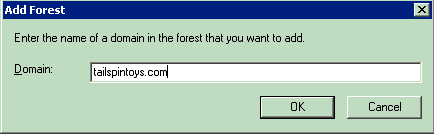 Add Forest
Enter the name of a domain in the forest that you want to add.
Domain:
tailspintoys.com
OK
Cancel